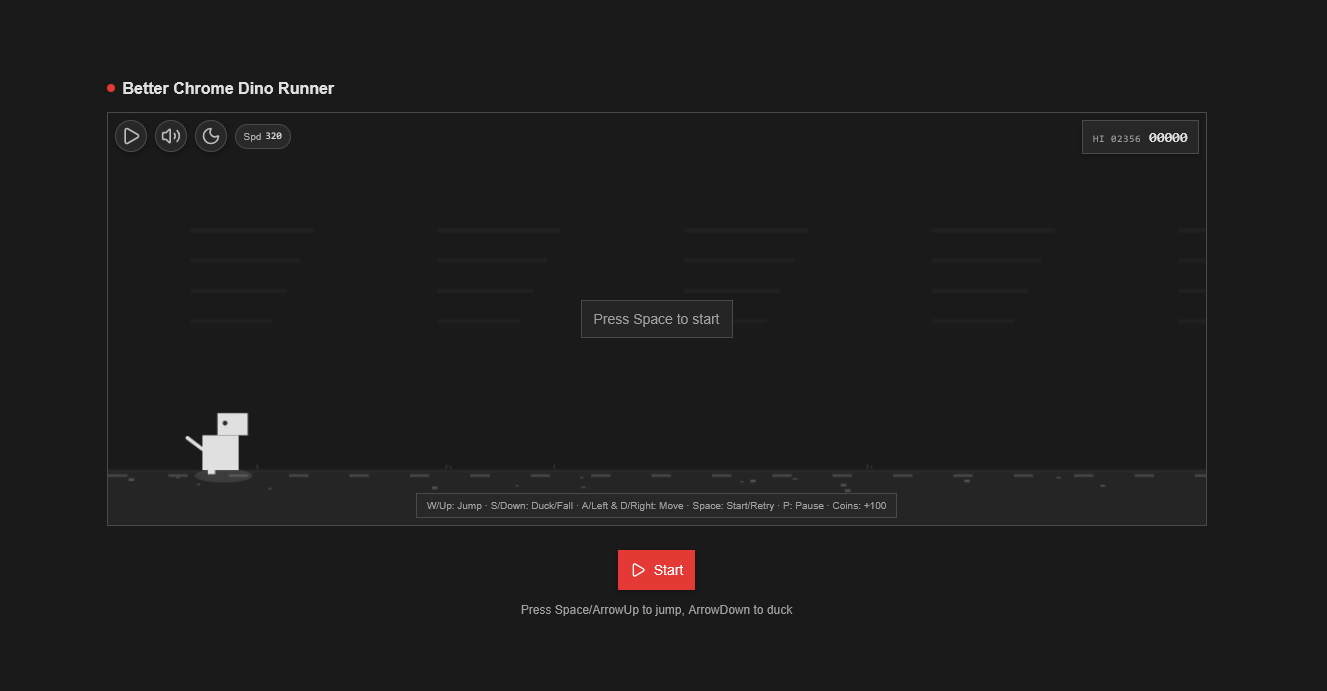 Better Chrome Dino Runner
Spd 320
HI 02356 00000
Press Space to start
W/Up: Jump · S/Down: Duck/Fall · A/Left & D/Right: Move · Space: Start/Retry · P: Pause · Coins: +100
Start
Press Space/ArrowUp to jump, ArrowDown to duck